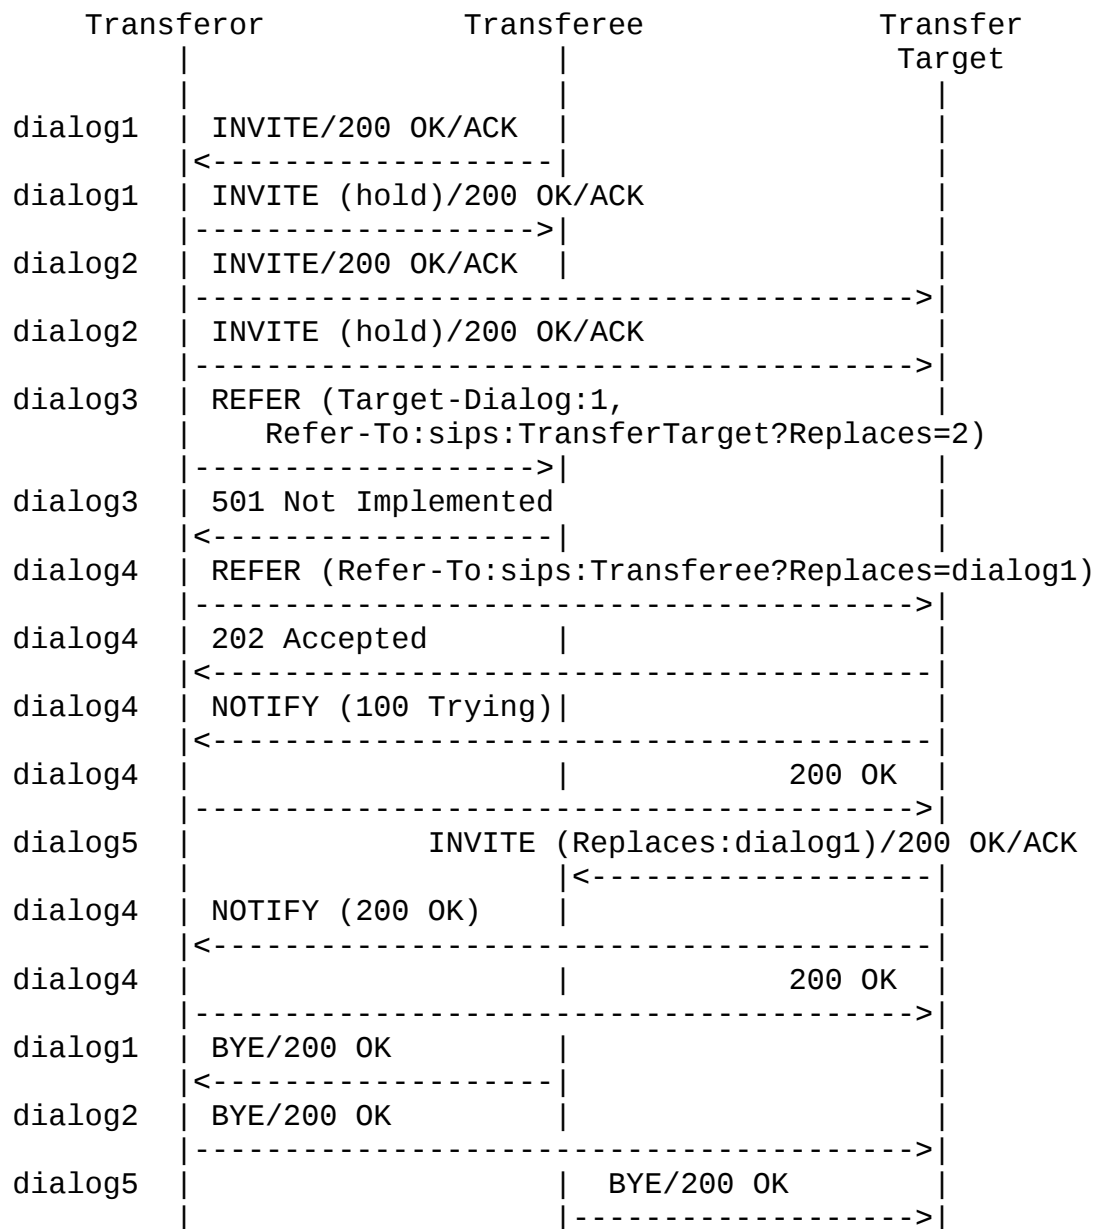 Transferor           Transferee             Transfer
          |                    |                  Target
          |                    |                    |
dialog1   | INVITE/200 OK/ACK  |                    |
          |<-------------------|                    |
dialog1   | INVITE (hold)/200 OK/ACK                |
          |------------------->|                    |
dialog2   | INVITE/200 OK/ACK  |                    |
          |---------------------------------------->|
dialog2   | INVITE (hold)/200 OK/ACK                |
          |---------------------------------------->|
dialog3   | REFER (Target-Dialog:1,                 |
          |    Refer-To:sips:TransferTarget?Replaces=2)
          |------------------->|                    |
dialog3   | 501 Not Implemented                     |
          |<-------------------|                    |
dialog4   | REFER (Refer-To:sips:Transferee?Replaces=dialog1)
          |---------------------------------------->|
dialog4   | 202 Accepted       |                    |
          |<----------------------------------------|
dialog4   | NOTIFY (100 Trying)|                    |
          |<----------------------------------------|
dialog4   |                    |            200 OK  |
          |---------------------------------------->|
dialog5   |             INVITE (Replaces:dialog1)/200 OK/ACK
          |                    |<-------------------|
dialog4   | NOTIFY (200 OK)    |                    |
          |<----------------------------------------|
dialog4   |                    |            200 OK  |
          |---------------------------------------->|
dialog1   | BYE/200 OK         |                    |
          |<-------------------|                    |
dialog2   | BYE/200 OK         |                    |
          |---------------------------------------->|
dialog5   |                    |  BYE/200 OK        |
          |                    |------------------->|